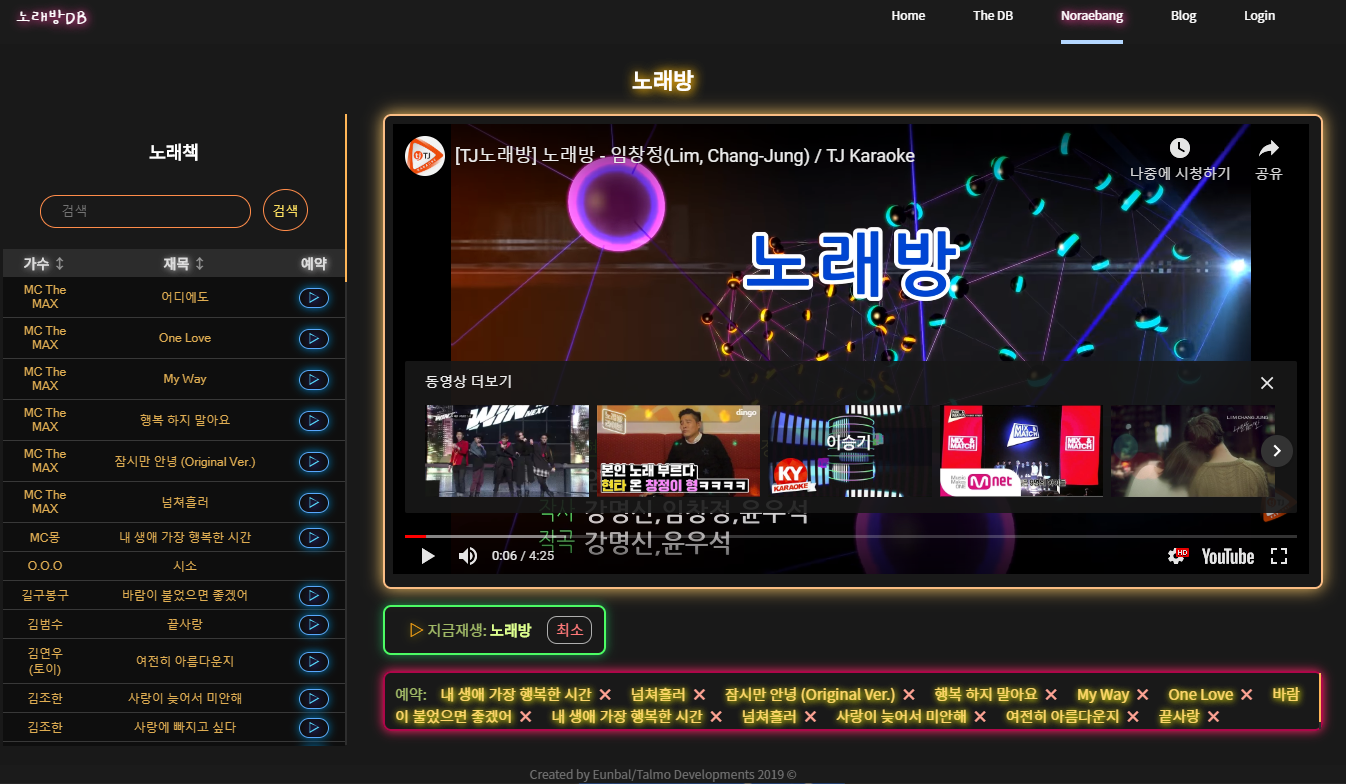 노래방DB
Home The DB Noraebang Blog Login
노래방
노래책
검색 검색
가수 재목 예약
MC The MAX 어디에도
MC The MAX One Love
MC The MAX My Way
MC The MAX 행복 하지 말아요
MC The MAX 잠시만 안녕 (Original Ver.)
MC The MAX 넘쳐흘러
MC몽 내 생애 가장 행복한 시간
O.O.O 시소
길구봉구 바람이 불었으면 좋겠어
김범수 끝사랑
김연우 (토이) 여전히 아름다운지
김조한 사랑이 늦어서 미안해
김조한 사랑에 빠지고 싶다
TJ
[TJ노래방] 노래방 - 임창정(Lim, Chang-Jung) / TJ Karaoke
나중에 시청하기 공유
노래방
동영상 더보기
WIN NEXT
dingo
본인 노래 부르다
현타 온 창정이 형ㅋㅋㅋㅋ
이승기
KY KARAOKE
MIX & MATCH
MIX & MATCH
MIX & MATCH
Mnet
LIM CHANG JUNG
작사 강명신,임창정,윤우석
작곡 강명신,윤우석
0:06 / 4:25
HD
YouTube
지금재생: 노래방 최소
예약: 내 생애 가장 행복한 시간 ✕ 넘쳐흘러 ✕ 잠시만 안녕 (Original Ver.) ✕ 행복 하지 말아요 ✕ My Way ✕ One Love ✕ 바람
이 불었으면 좋겠어 ✕ 내 생애 가장 행복한 시간 ✕ 넘쳐흘러 ✕ 사랑이 늦어서 미안해 ✕ 여전히 아름다운지 ✕ 끝사랑 ✕
Created by Eunbal/Talmo Developments 2019 ©